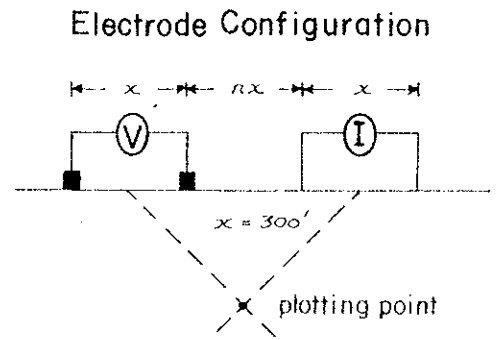 Electrode Configuration
x nx x
V I
x = 300'
plotting point